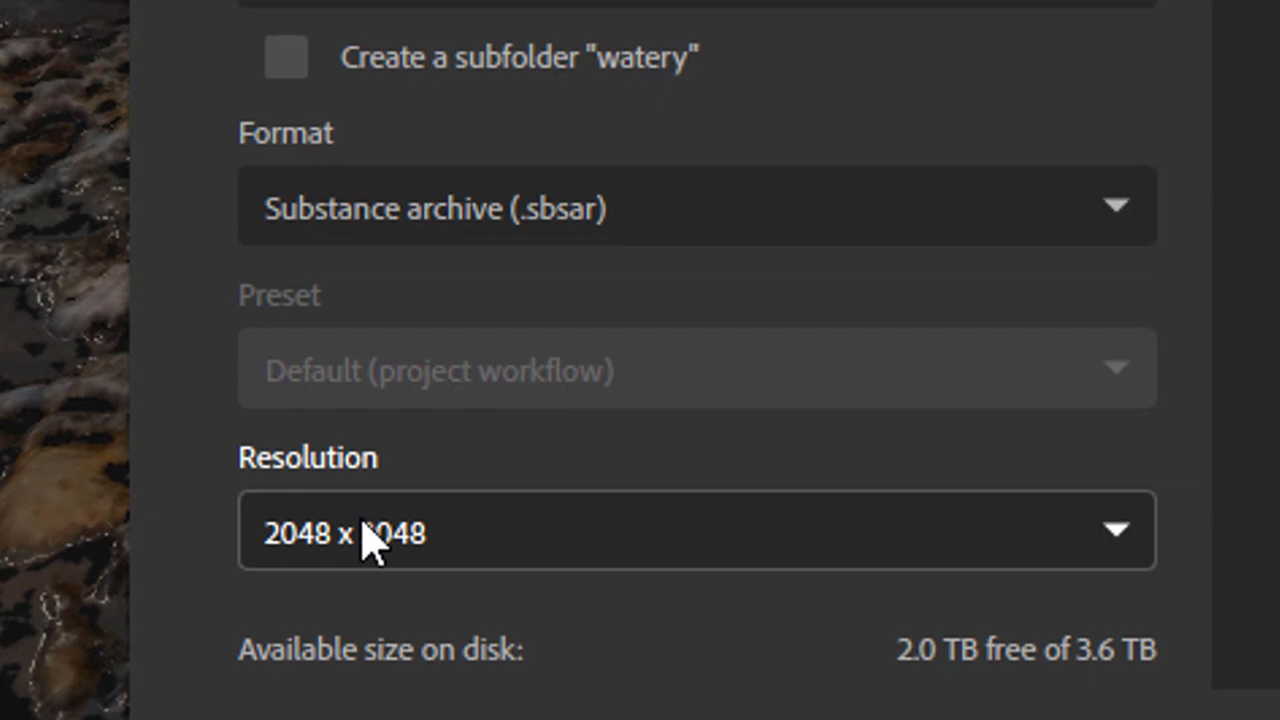 Create a subfolder "watery"
Format
Substance archive (.sbsar)
Preset
Default (project workflow)
Resolution
2048 x 2048
Available size on disk: 2.0 TB free of 3.6 TB